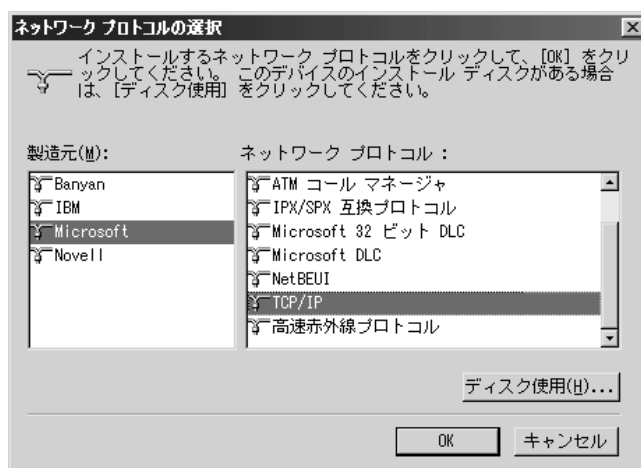 ネットワーク プロトコルの選択
インストールするネットワーク プロトコルをクリックして、[OK] をクリ
ックしてください。 このデバイスのインストール ディスクがある場合
は、[ディスク使用] をクリックしてください。
製造元(M):
ネットワーク プロトコル :
Banyan
IBM
Microsoft
Novell
ATM コール マネージャ
IPX/SPX 互換プロトコル
Microsoft 32 ビット DLC
Microsoft DLC
NetBEUI
TCP/IP
高速赤外線プロトコル
ディスク使用(H)...
OK
キャンセル